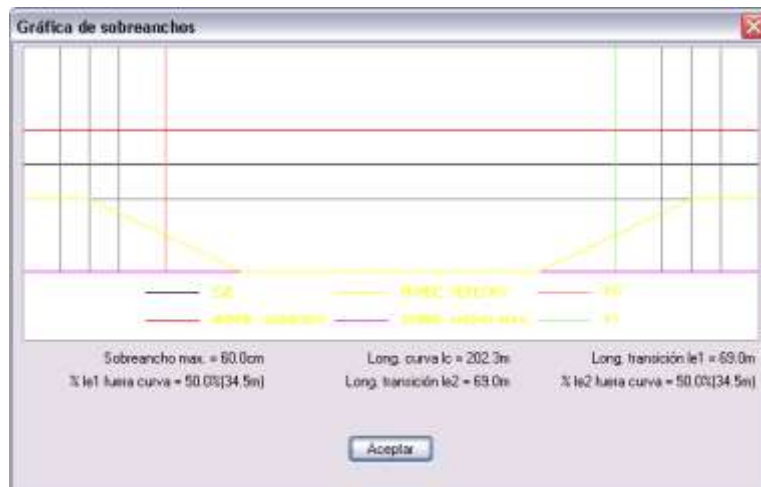 Gráfica de sobreanchos
Sobreancho max. = 60.0cm
Long. curva lc = 202.3m
Long. transición le1 = 69.0m
% le1 fuera curva = 50.0%(34.5m)
Long. transición le2 = 69.0m
% le2 fuera curva = 50.0%(34.5m)
Aceptar